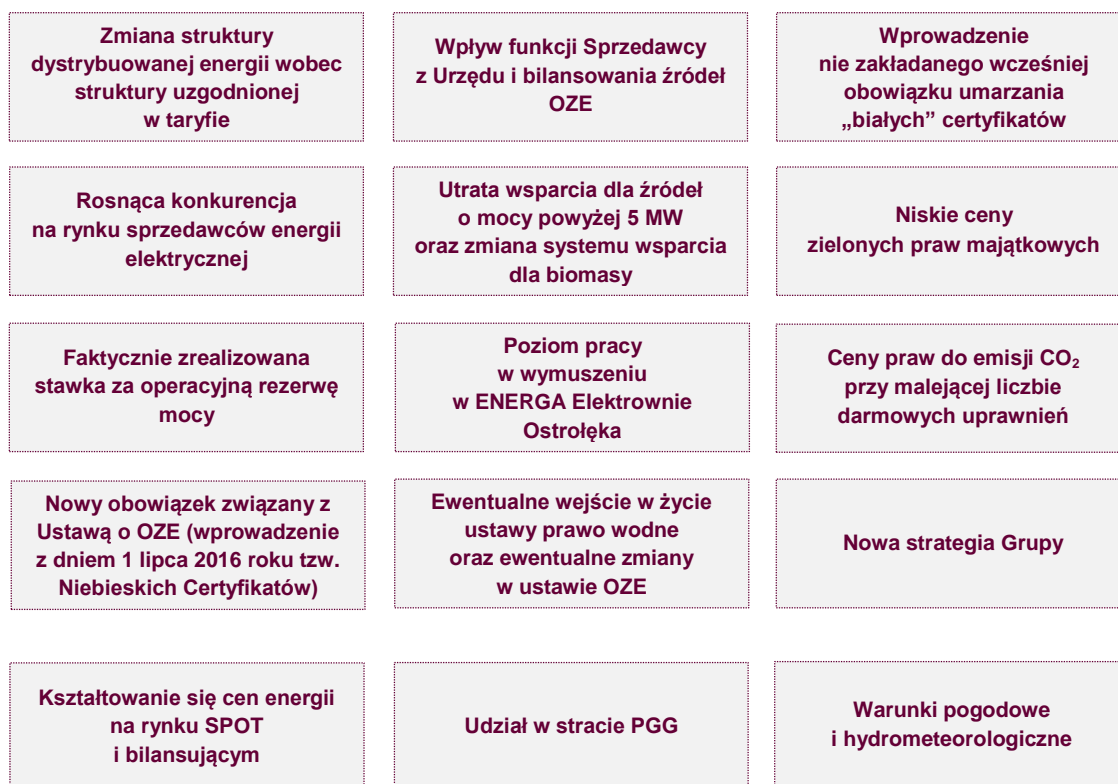 Zmiana struktury
dystrybuowanej energii wobec
struktury uzgodnionej
w taryfie
Wpływ funkcji Sprzedawcy
z Urzędu i bilansowania źródeł
OZE
Wprowadzenie
nie zakładanego wcześniej
obowiązku umarzania
„białych” certyfikatów
Rosnąca konkurencja
na rynku sprzedawców energii
elektrycznej
Utrata wsparcia dla źródeł
o mocy powyżej 5 MW
oraz zmiana systemu wsparcia
dla biomasy
Niskie ceny
zielonych praw majątkowych
Faktycznie zrealizowana
stawka za operacyjną rezerwę
mocy
Poziom pracy
w wymuszeniu
w ENERGA Elektrownie
Ostrołęka
Ceny praw do emisji CO₂
przy malejącej liczbie
darmowych uprawnień
Nowy obowiązek związany z
Ustawą o OZE (wprowadzenie
z dniem 1 lipca 2016 roku tzw.
Niebieskich Certyfikatów)
Ewentualne wejście w życie
ustawy prawo wodne
oraz ewentualne zmiany
w ustawie OZE
Nowa strategia Grupy
Kształtowanie się cen energii
na rynku SPOT
i bilansującym
Udział w stracie PGG
Warunki pogodowe
i hydrometeorologiczne